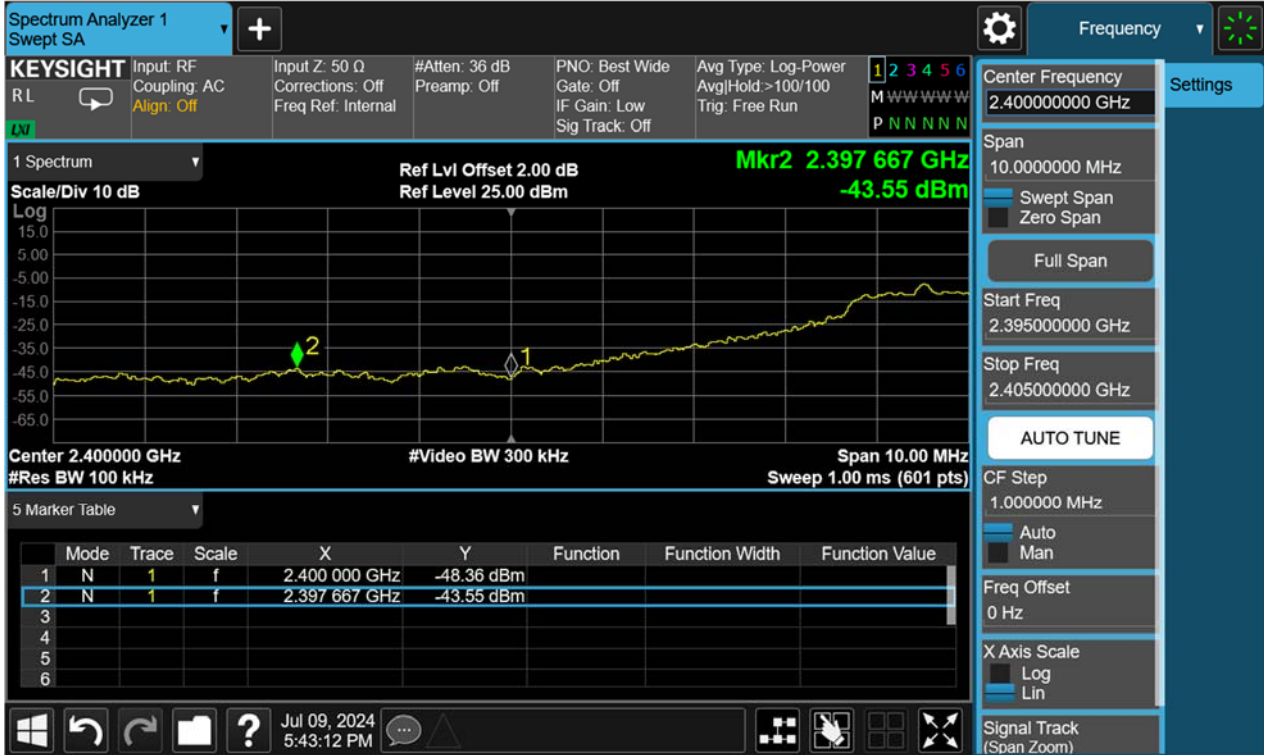 Spectrum Analyzer 1
Swept SA
+
Frequency
KEYSIGHT
R L
LXI
Input: RF
Coupling: AC
Align: Off
Input Z: 50 Ω
Corrections: Off
Freq Ref: Internal
#Atten: 36 dB
Preamp: Off
PNO: Best Wide
Gate: Off
IF Gain: Low
Sig Track: Off
Avg Type: Log-Power
Avg|Hold:>100/100
Trig: Free Run
1 2 3 4 5 6
M W W W W W W
P N N N N N N
1 Spectrum
Scale/Div 10 dB
Ref Lvl Offset 2.00 dB
Ref Level 25.00 dBm
Mkr2 2.397 667 GHz
-43.55 dBm
Log
15.0
5.00
-5.00
-15.0
-25.0
-35.0
-45.0
-55.0
-65.0
2
1
Center 2.400000 GHz
#Res BW 100 kHz
#Video BW 300 kHz
Span 10.00 MHz
Sweep 1.00 ms (601 pts)
5 Marker Table
Mode Trace Scale X Y Function Function Width Function Value
1 N 1 f 2.400 000 GHz -48.36 dBm
2 N 1 f 2.397 667 GHz -43.55 dBm
3
4
5
6
?
Jul 09, 2024
5:43:12 PM
Center Frequency
2.400000000 GHz
Span
10.0000000 MHz
Swept Span
Zero Span
Full Span
Start Freq
2.395000000 GHz
Stop Freq
2.405000000 GHz
AUTO TUNE
CF Step
1.000000 MHz
Auto
Man
Freq Offset
0 Hz
X Axis Scale
Log
Lin
Signal Track
(Span Zoom)
Settings